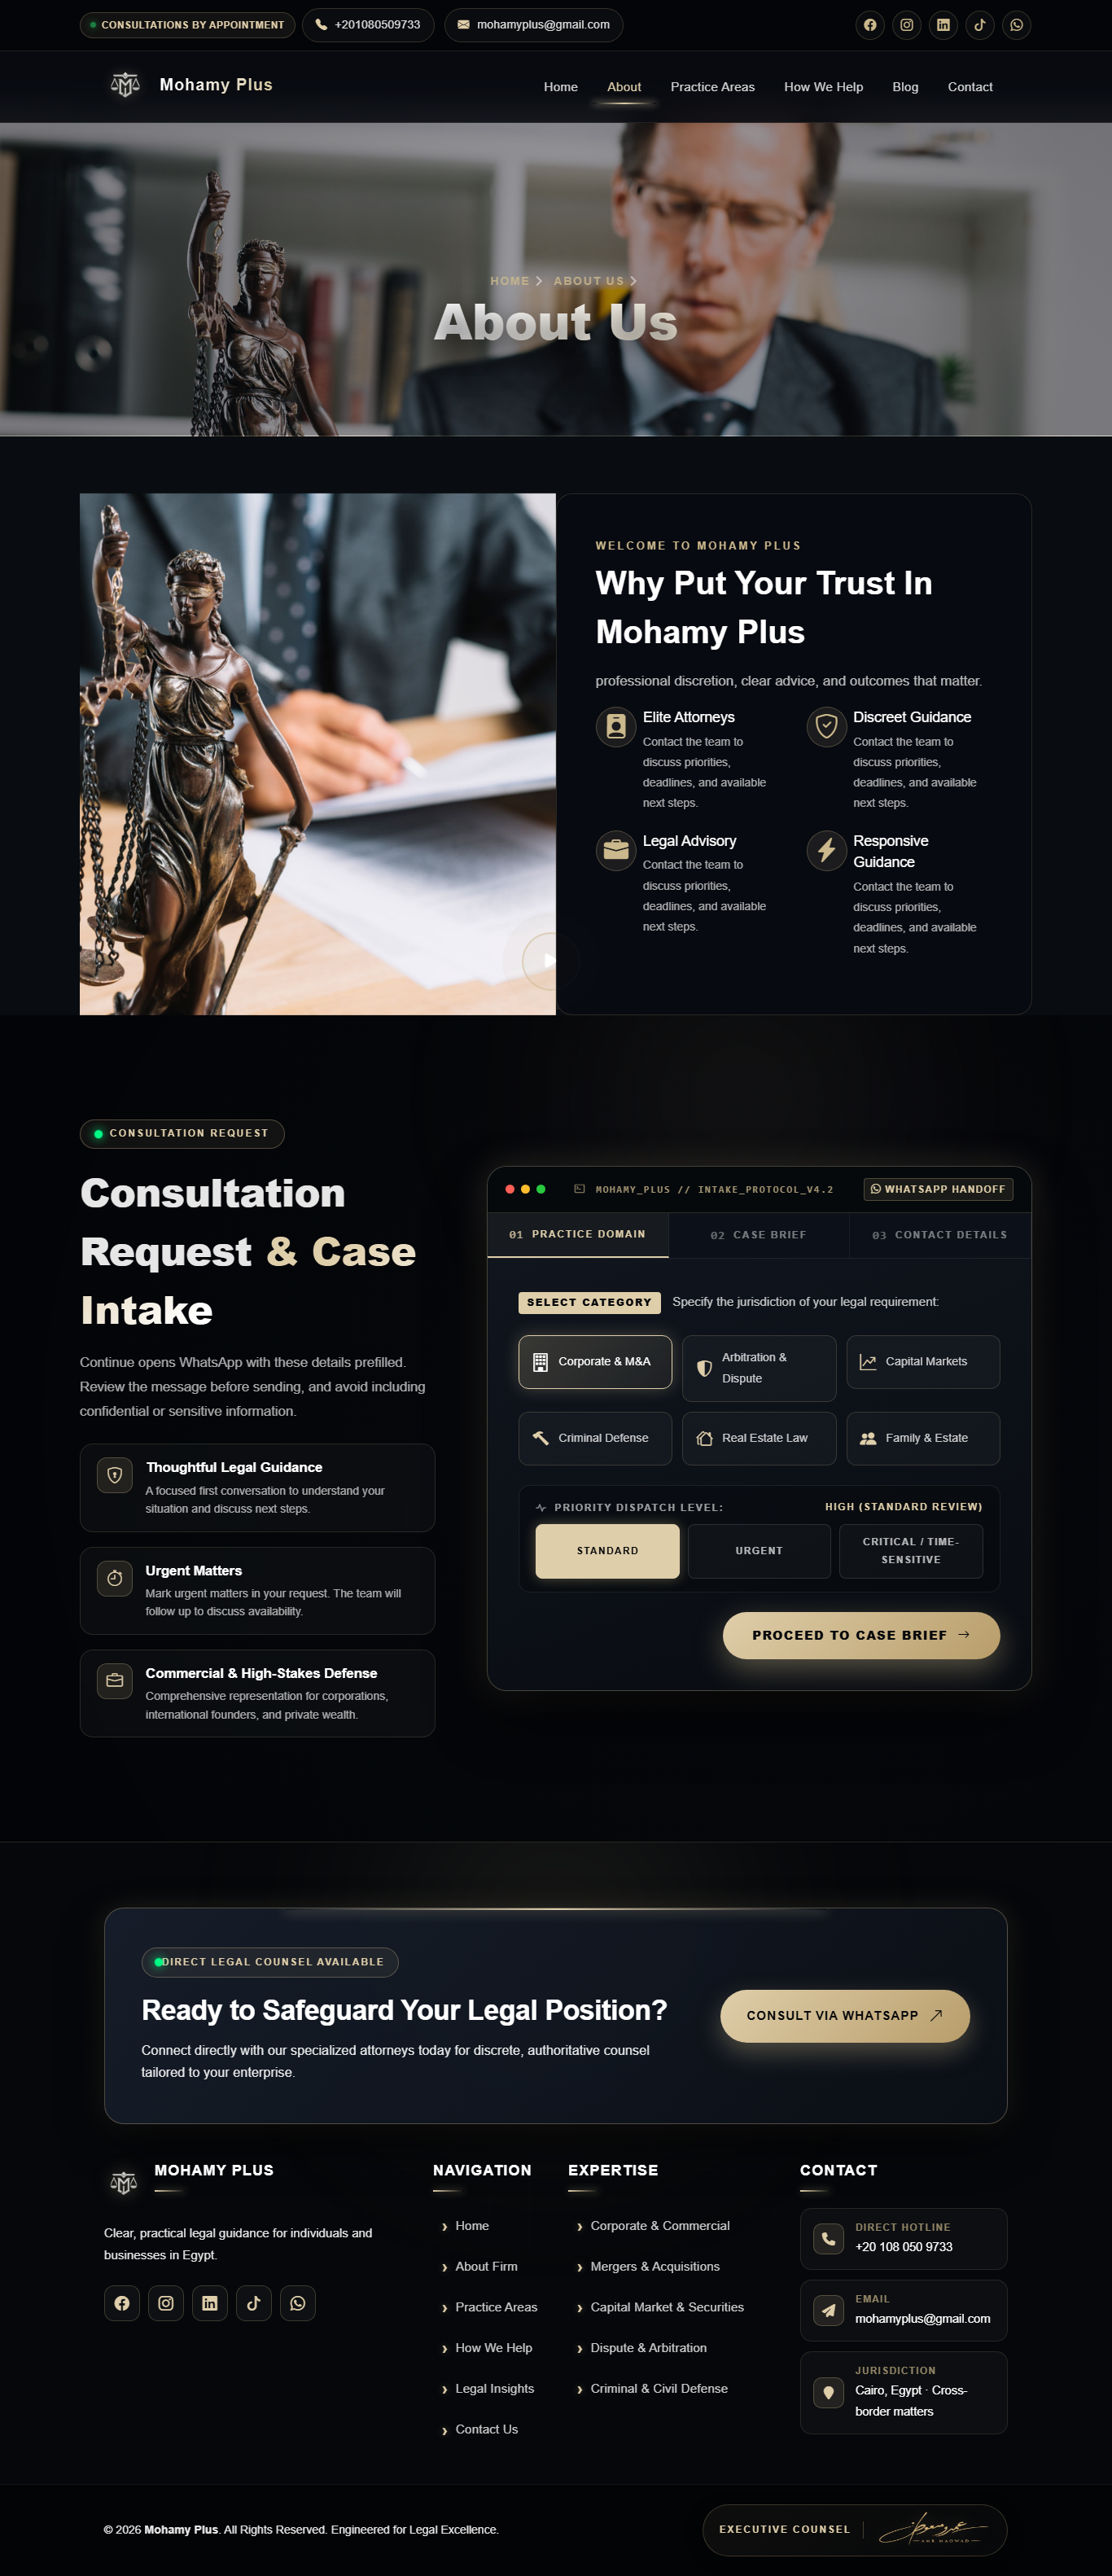 CONSULTATIONS BY APPOINTMENT
+201080509733
mohamyplus@gmail.com
Mohamy Plus
Home
About
Practice Areas
How We Help
Blog
Contact
HOME
ABOUT US
About Us
WELCOME TO MOHAMY PLUS
Why Put Your Trust In
Mohamy Plus
professional discretion, clear advice, and outcomes that matter.
Elite Attorneys
Contact the team to
discuss priorities,
deadlines, and available
next steps.
Discreet Guidance
Contact the team to
discuss priorities,
deadlines, and available
next steps.
Legal Advisory
Contact the team to
discuss priorities,
deadlines, and available
next steps.
Responsive
Guidance
Contact the team to
discuss priorities,
deadlines, and available
next steps.
CONSULTATION REQUEST
Consultation
Request & Case
Intake
Continue opens WhatsApp with these details prefilled.
Review the message before sending, and avoid including
confidential or sensitive information.
Thoughtful Legal Guidance
A focused first conversation to understand your
situation and discuss next steps.
Urgent Matters
Mark urgent matters in your request. The team will
follow up to discuss availability.
Commercial & High-Stakes Defense
Comprehensive representation for corporations,
international founders, and private wealth.
MOHAMY_PLUS // INTAKE_PROTOCOL_V4.2
WHATSAPP HANDOFF
01 PRACTICE DOMAIN
02 CASE BRIEF
03 CONTACT DETAILS
SELECT CATEGORY
Specify the jurisdiction of your legal requirement:
Corporate & M&A
Arbitration &
Dispute
Capital Markets
Criminal Defense
Real Estate Law
Family & Estate
PRIORITY DISPATCH LEVEL:
HIGH (STANDARD REVIEW)
STANDARD
URGENT
CRITICAL / TIME-
SENSITIVE
PROCEED TO CASE BRIEF
DIRECT LEGAL COUNSEL AVAILABLE
Ready to Safeguard Your Legal Position?
Connect directly with our specialized attorneys today for discrete, authoritative counsel
tailored to your enterprise.
CONSULT VIA WHATSAPP
MOHAMY PLUS
Clear, practical legal guidance for individuals and
businesses in Egypt.
NAVIGATION
Home
About Firm
Practice Areas
How We Help
Legal Insights
Contact Us
EXPERTISE
Corporate & Commercial
Mergers & Acquisitions
Capital Market & Securities
Dispute & Arbitration
Criminal & Civil Defense
CONTACT
DIRECT HOTLINE
+20 108 050 9733
EMAIL
mohamyplus@gmail.com
JURISDICTION
Cairo, Egypt · Cross-
border matters
© 2026 Mohamy Plus. All Rights Reserved. Engineered for Legal Excellence.
EXECUTIVE COUNSEL